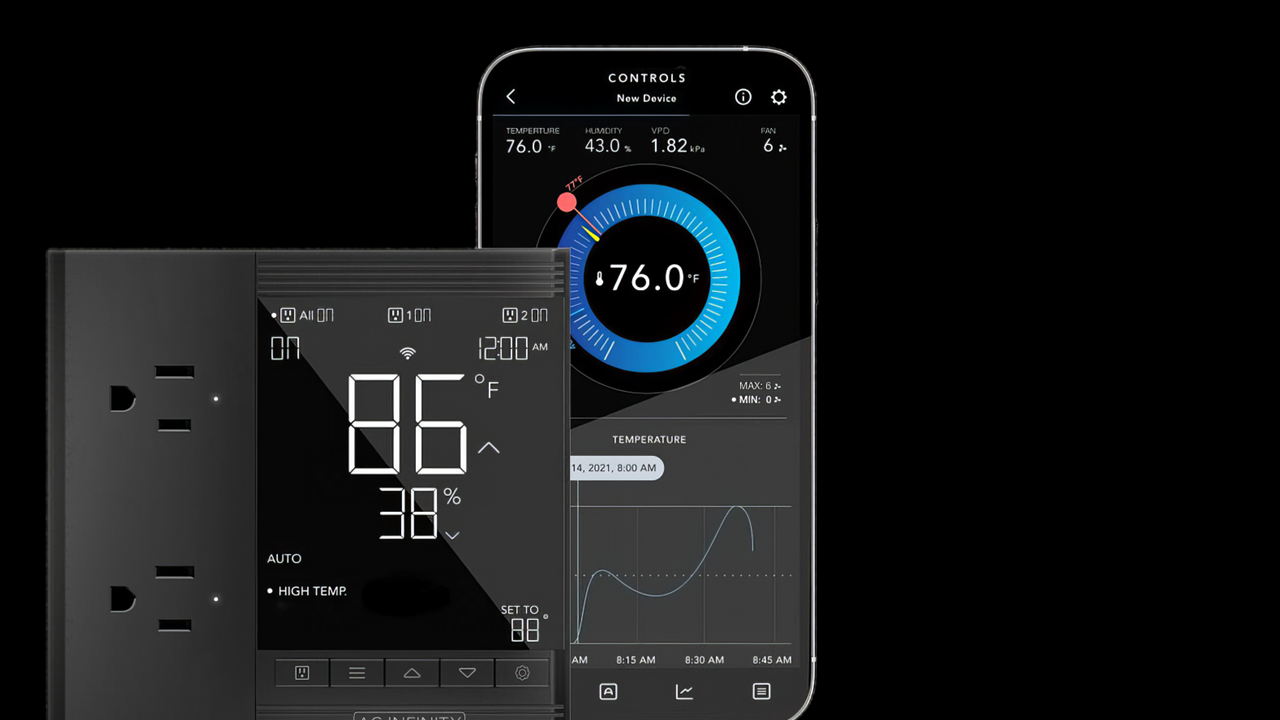 CONTROLS
New Device
TEMPERTURE HUMIDITY VPD FAN
76.0 °F 43.0 % 1.82 kPa 6
77°F
76.0 °F
MAX: 6
• MIN: 0
TEMPERATURE
14, 2021, 8:00 AM
AM 8:15 AM 8:30 AM 8:45 AM
• All ON 1 ON 2 ON
ON 12:00 AM
86 °F
38 %
AUTO
• HIGH TEMP.
SET TO
88°
AC INFINITY